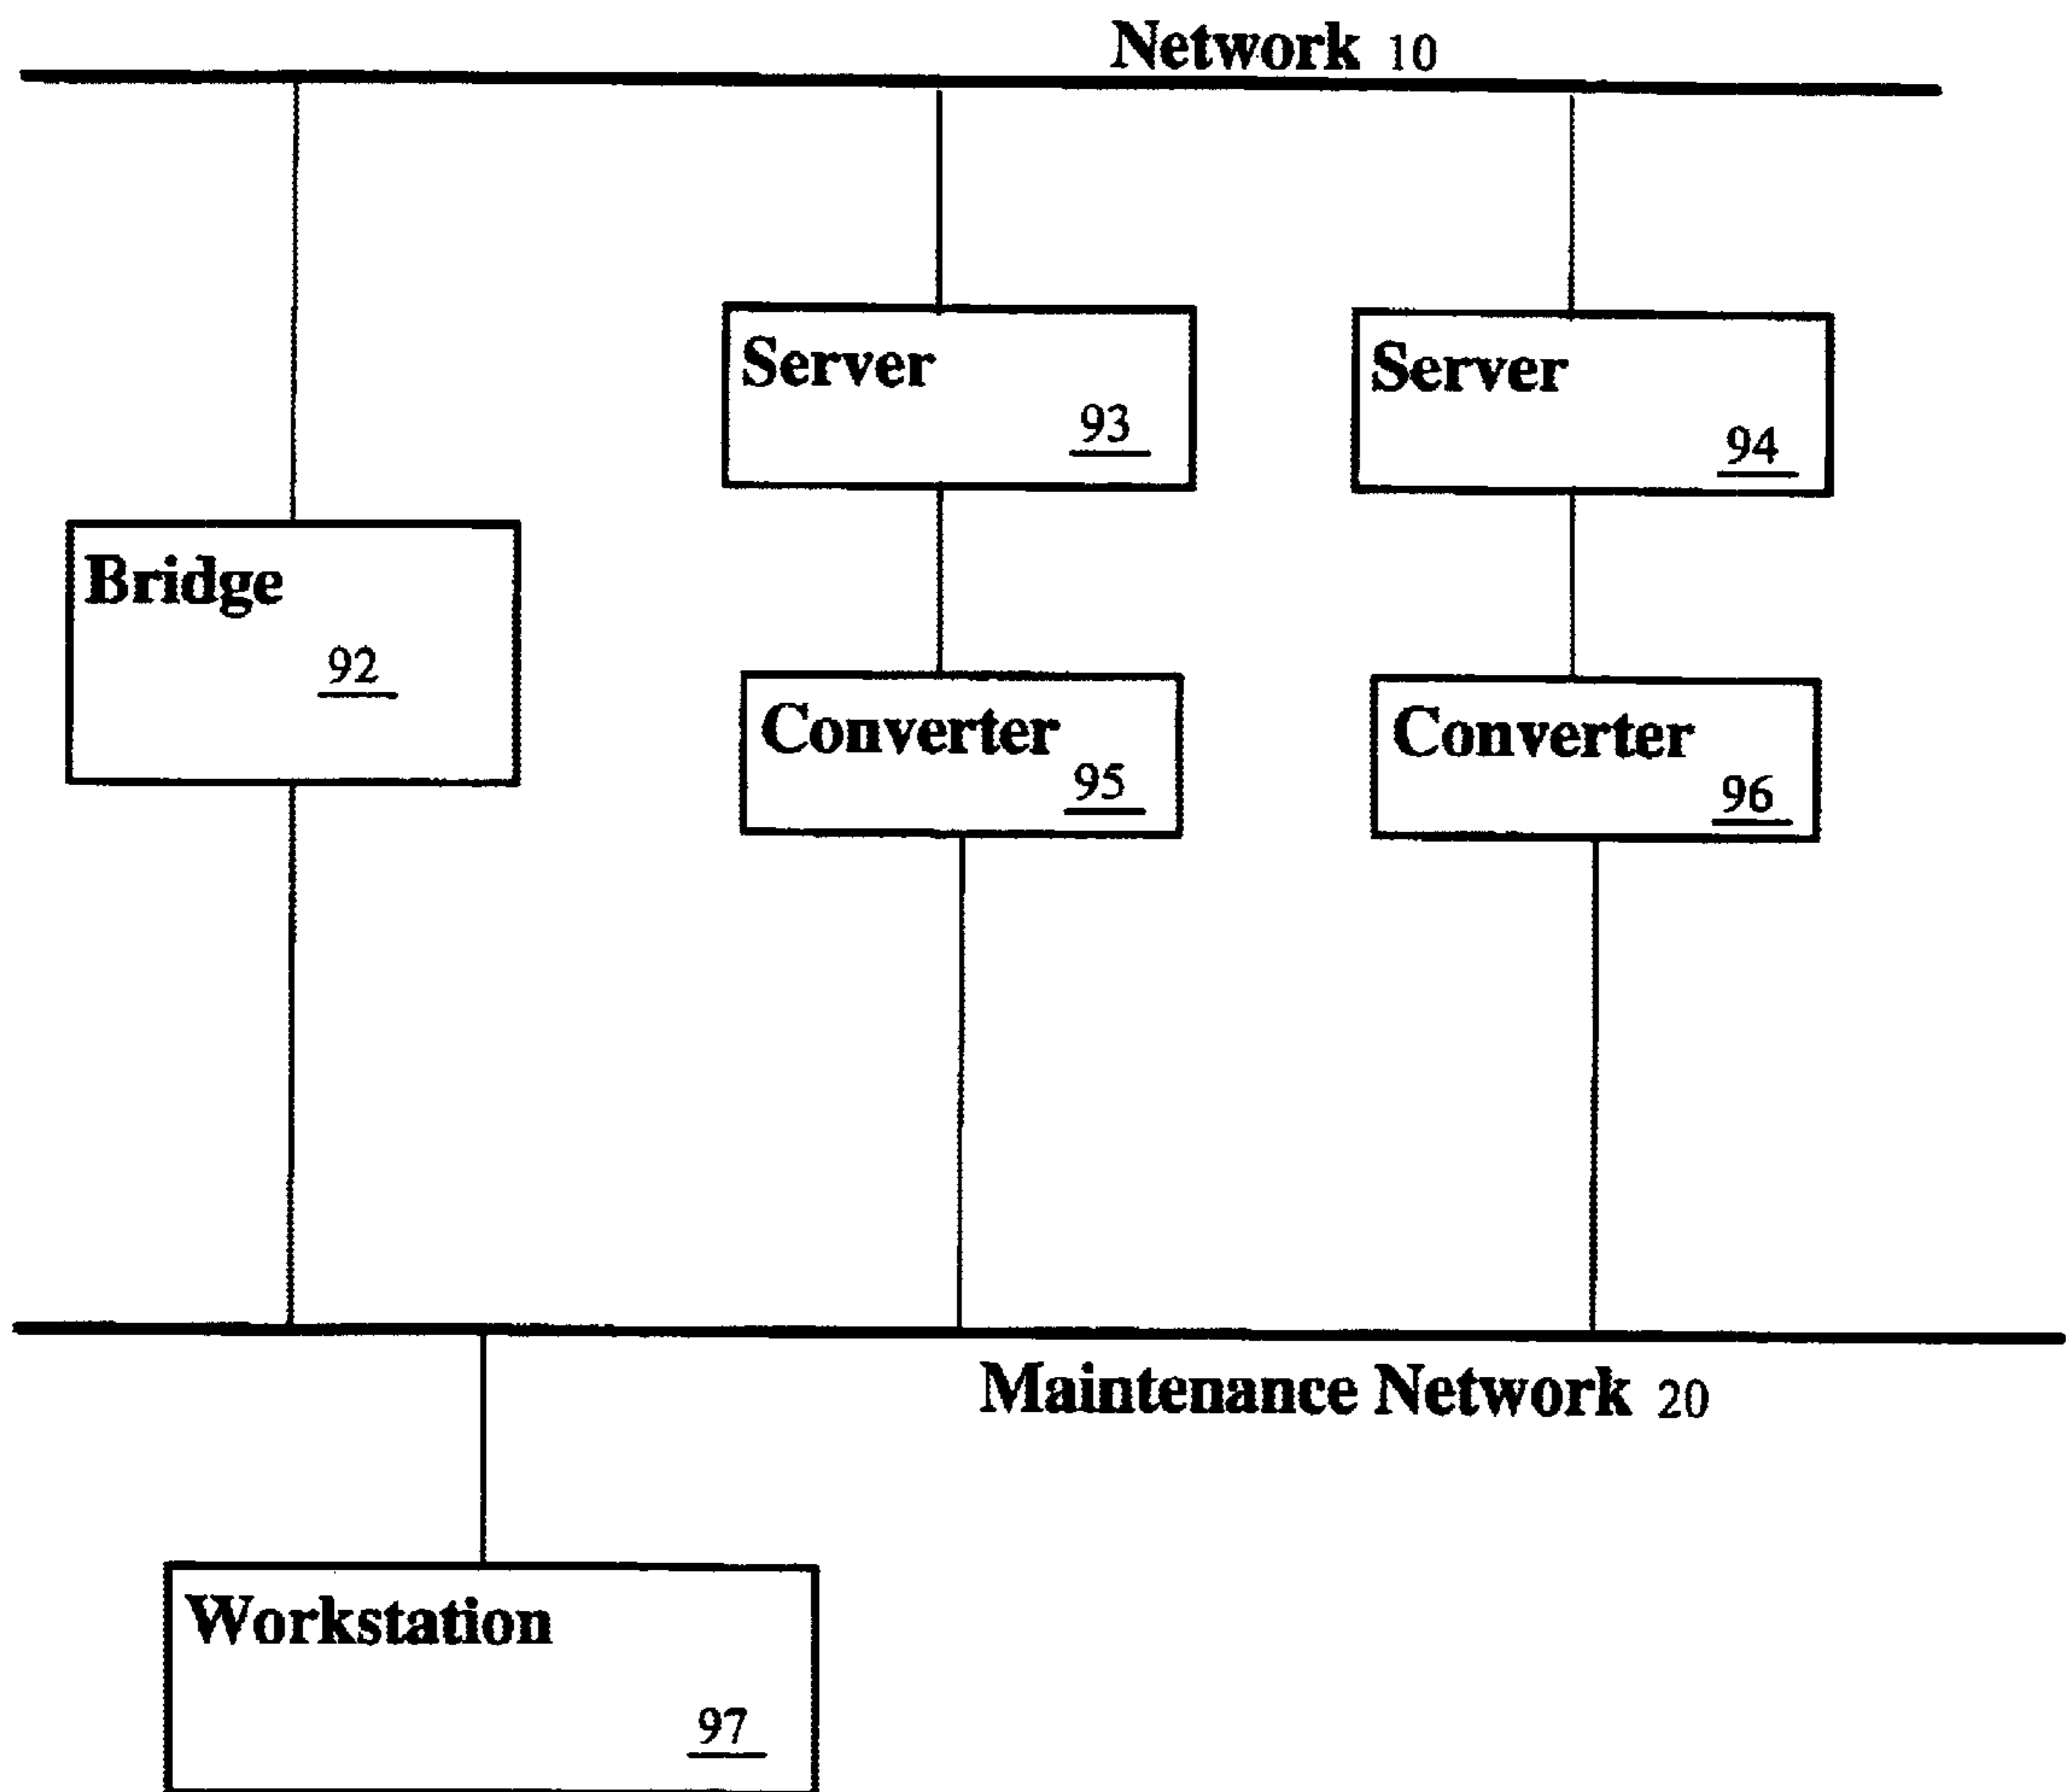 Network 10
Server
93
Server
94
Bridge
92
Converter
95
Converter
96
Maintenance Network 20
Workstation
97